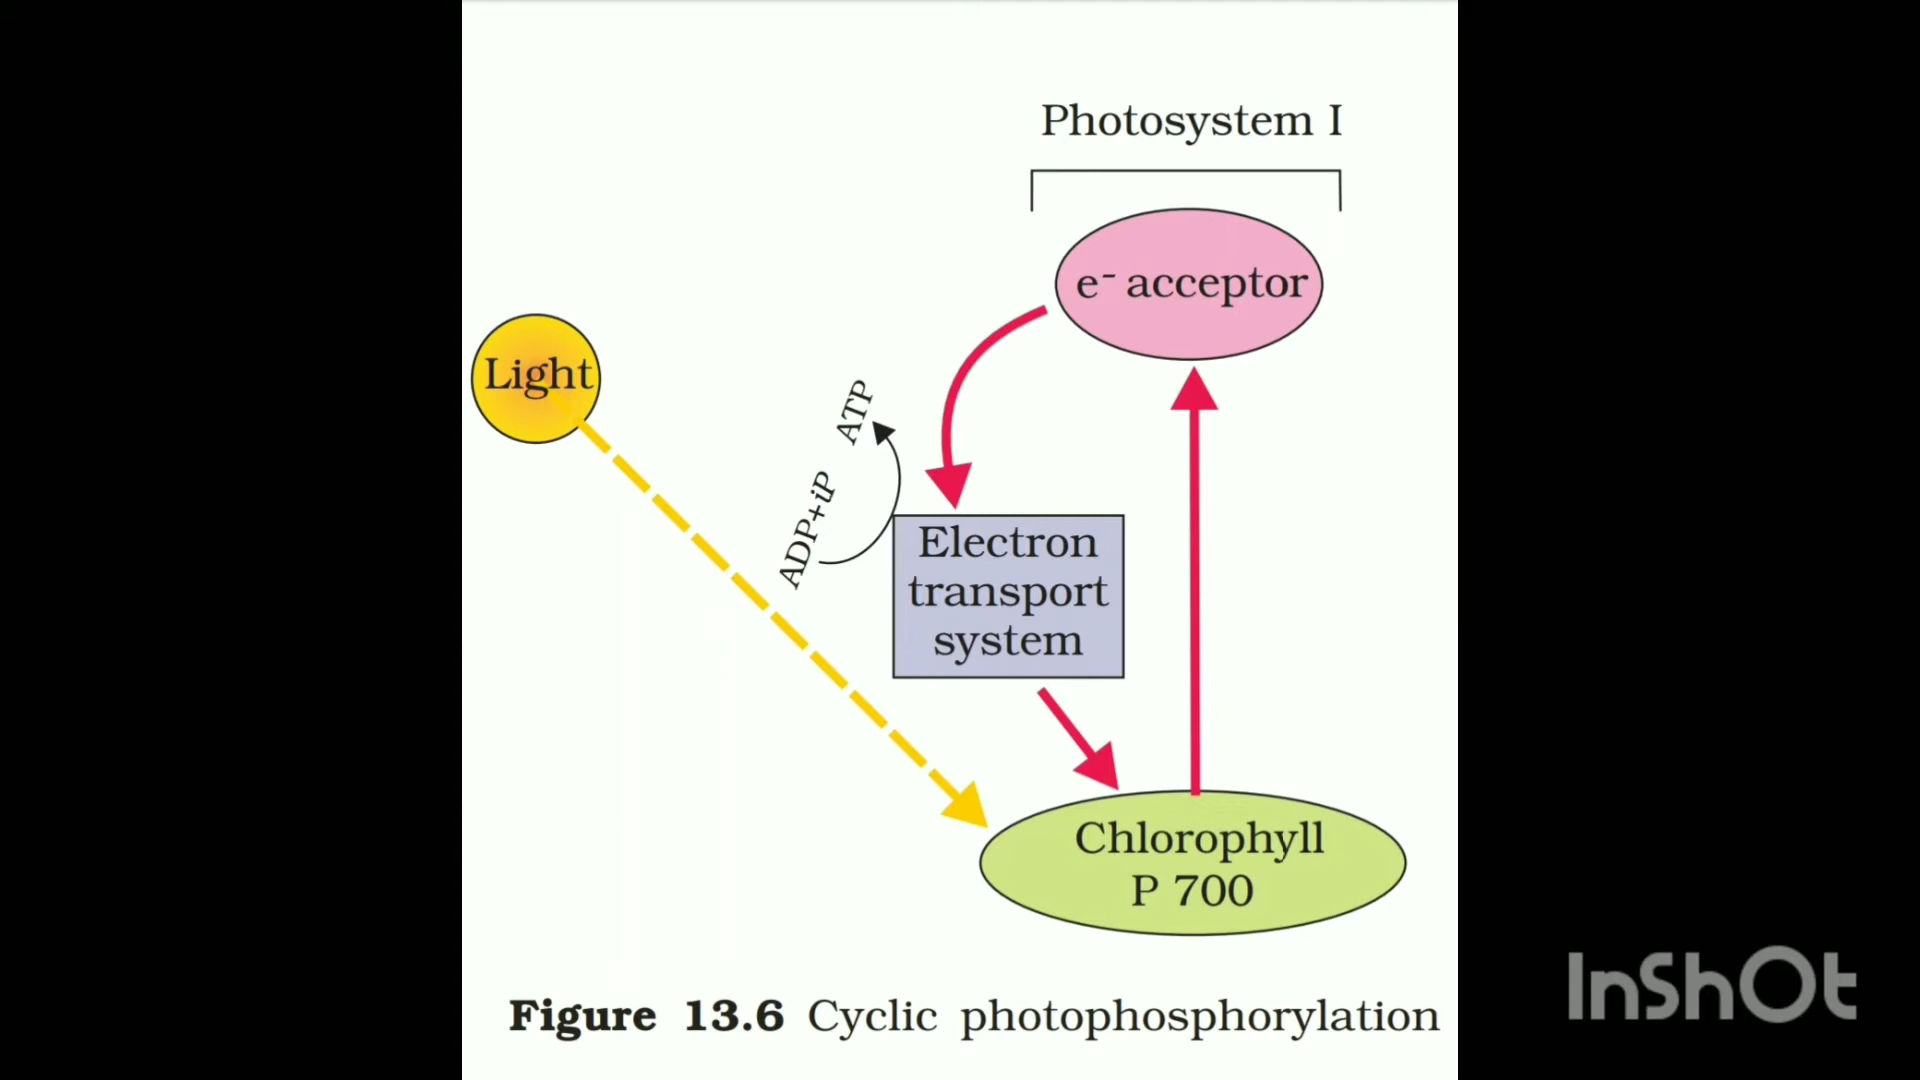 Photosystem I
e⁻ acceptor
Light
ATP
ADP+iP
Electron
transport
system
Chlorophyll
P 700
Figure 13.6 Cyclic photophosphorylation
InShOt